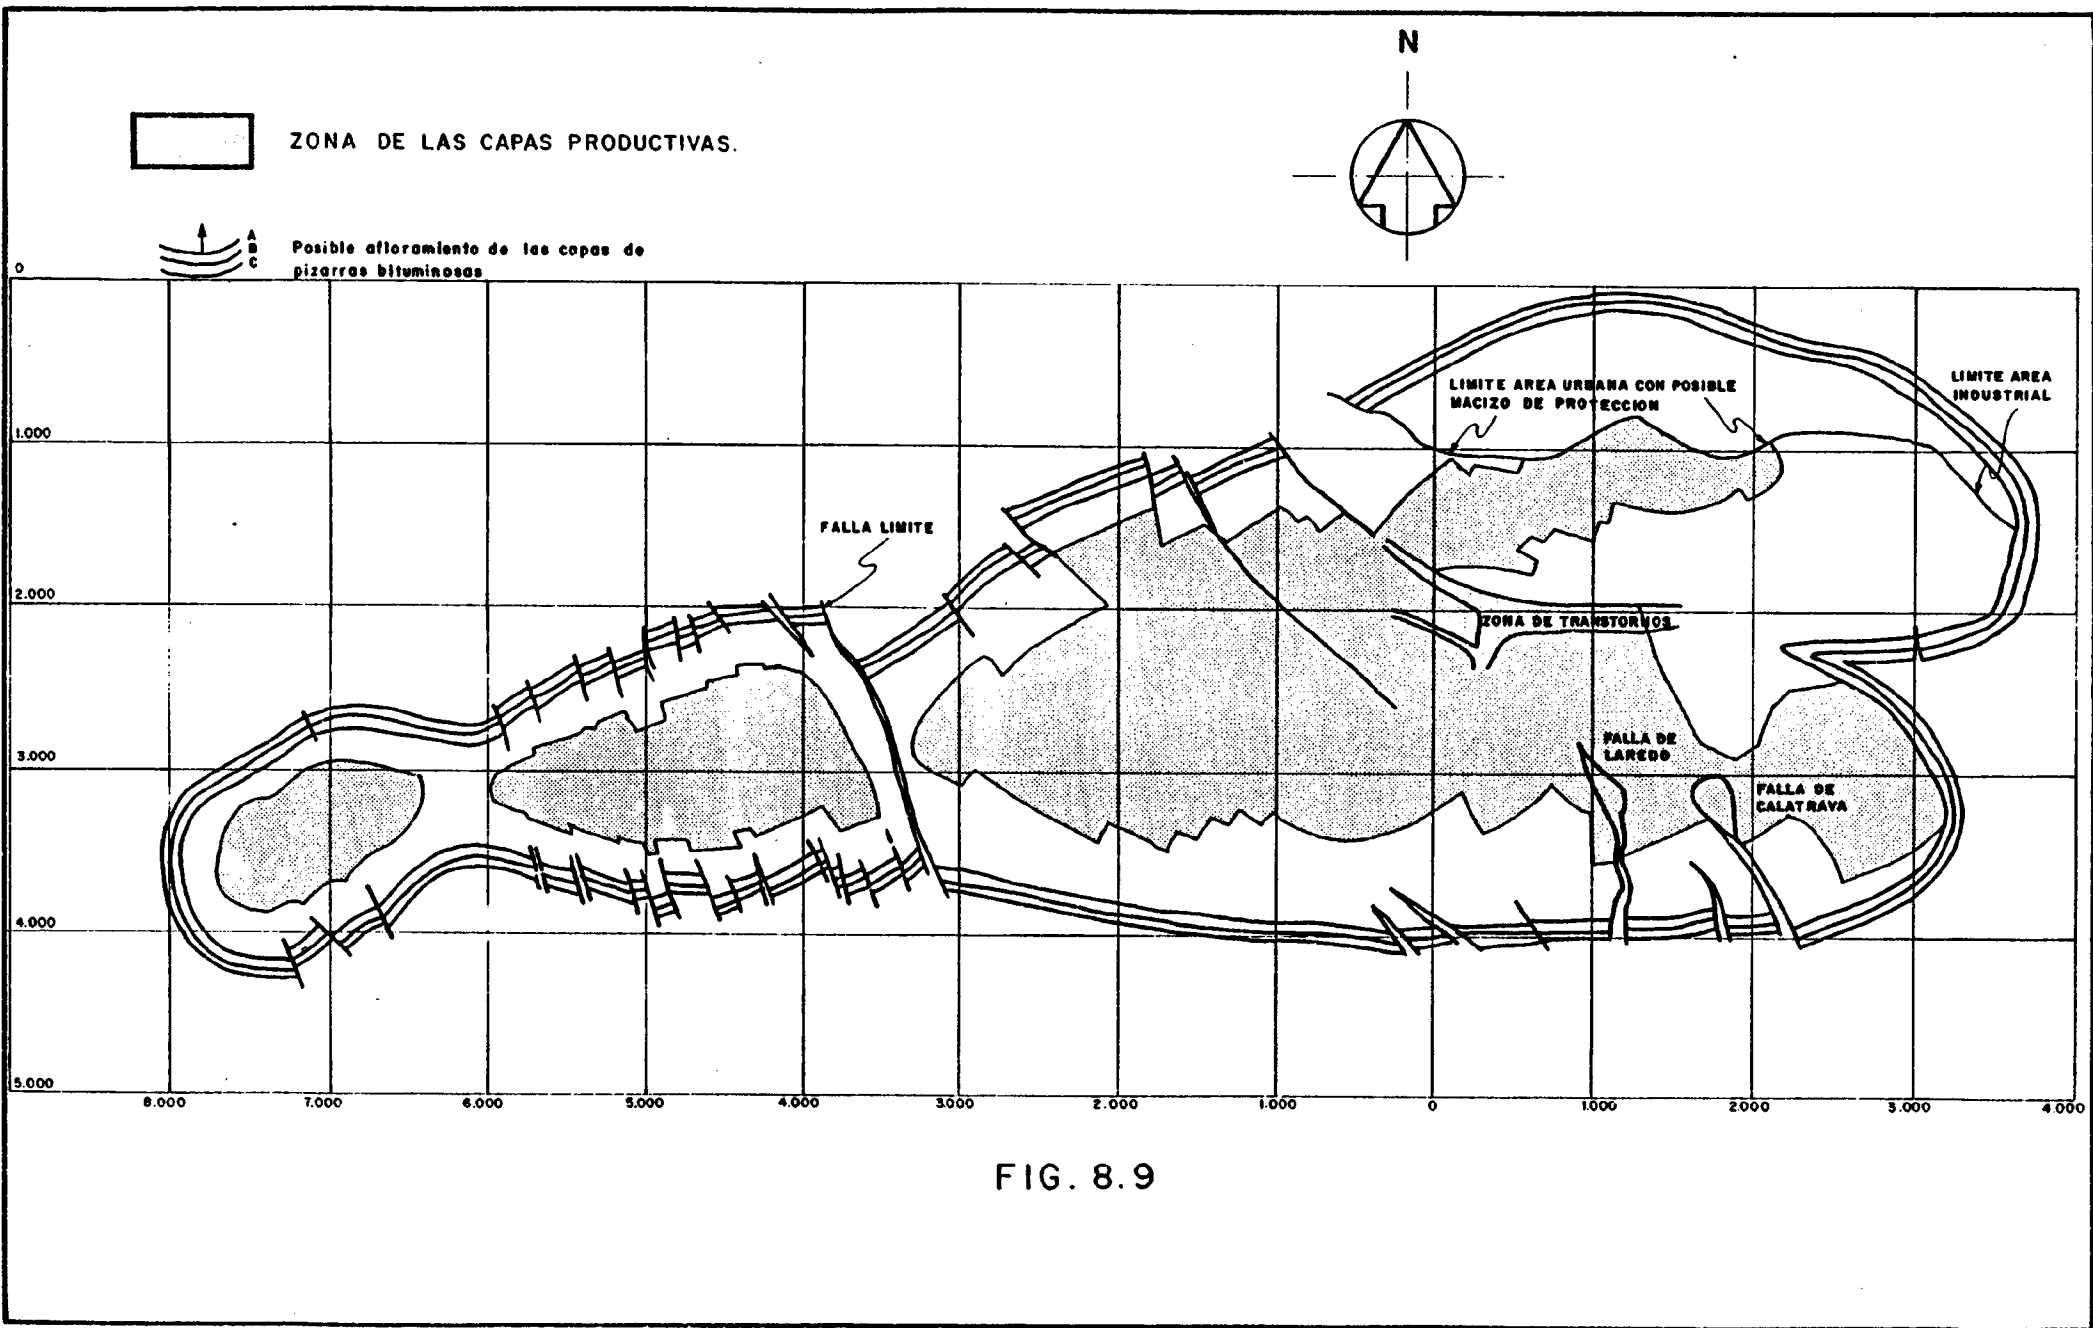 N
ZONA DE LAS CAPAS PRODUCTIVAS.
A
B
C
Posible afloramiento de las capas de
pizarras bituminosas
0
LIMITE AREA URBANA CON POSIBLE
MACIZO DE PROTECCION
LIMITE AREA
INDUSTRIAL
1.000
FALLA LIMITE
2.000
ZONA DE TRANSTORNOS
3.000
FALLA DE
LAREDO
FALLA DE
CALATRAVA
4.000
5.000
8.000 7.000 6.000 5.000 4.000 3.000 2.000 1.000 0 1.000 2.000 3.000 4.000
FIG. 8.9